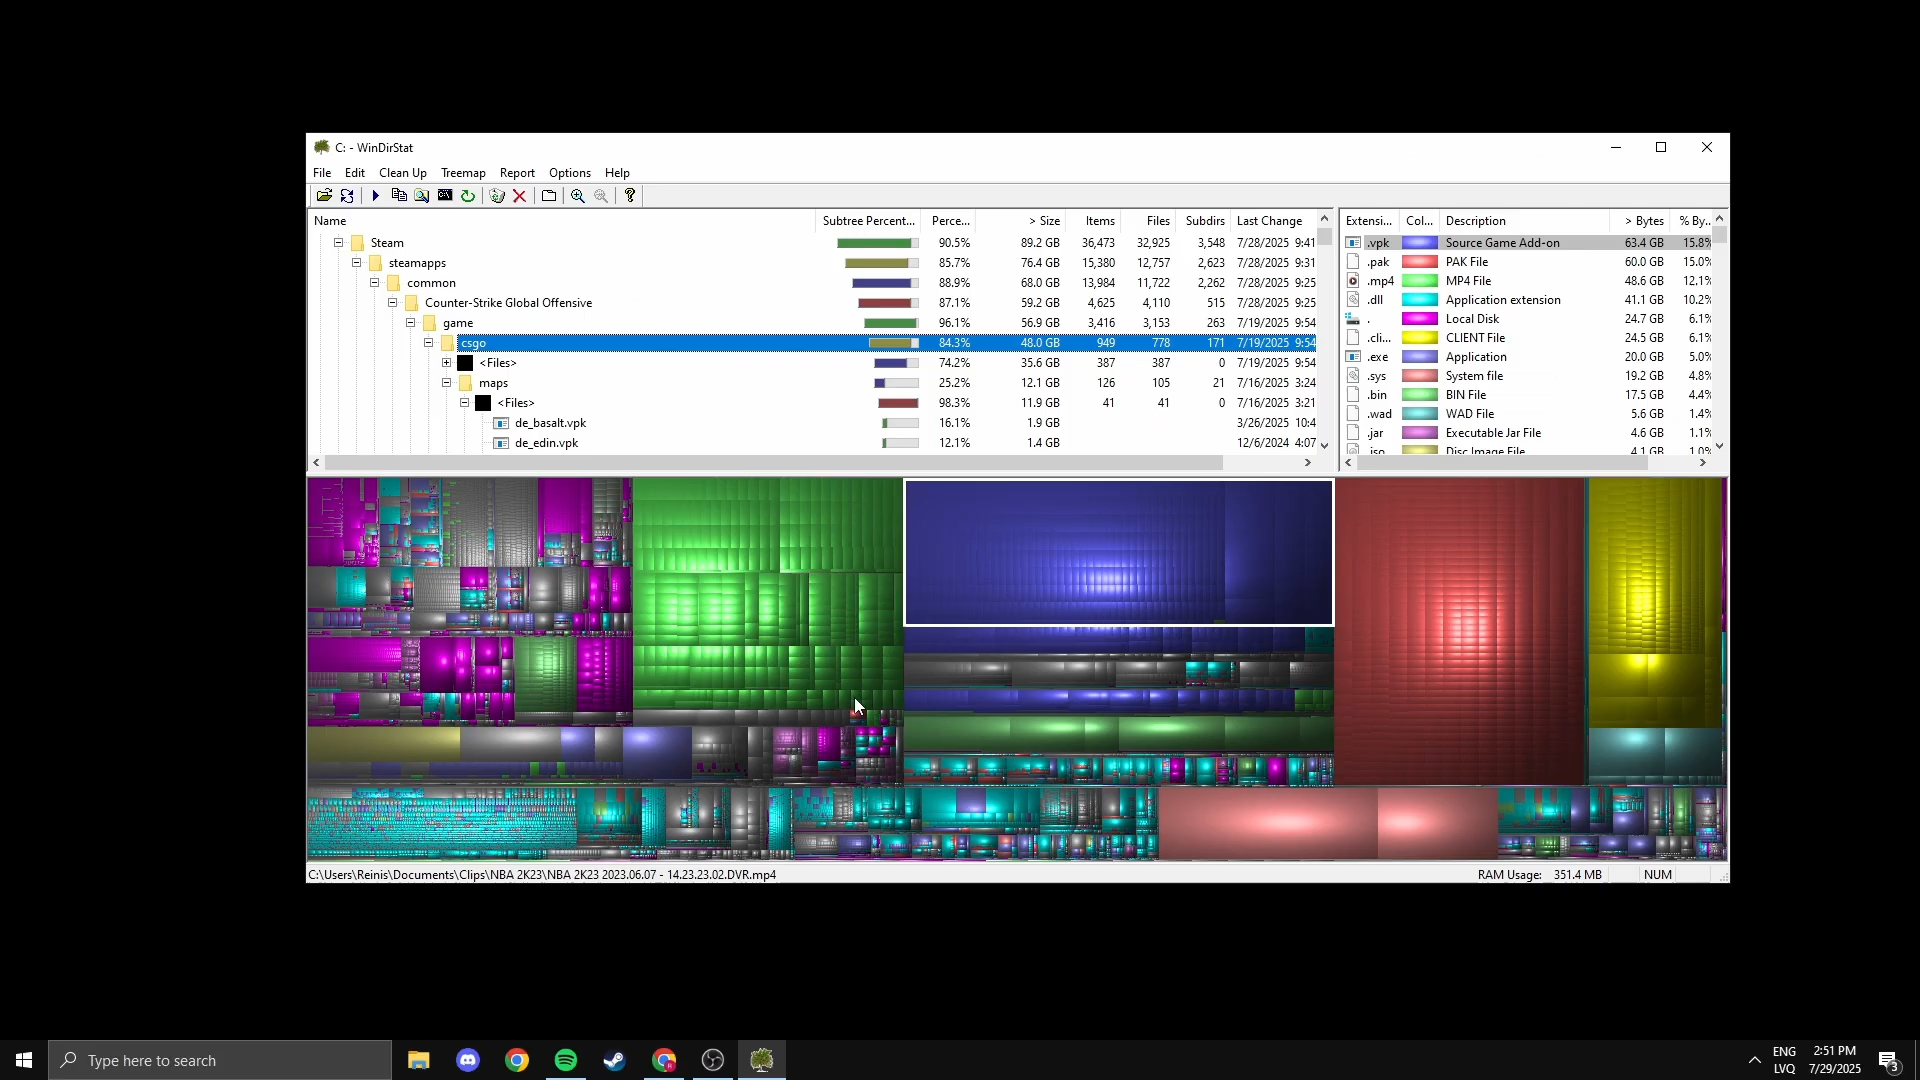 C: - WinDirStat
File Edit Clean Up Treemap Report Options Help
Name Subtree Percent... Perce... > Size Items Files Subdirs Last Change
Steam 90.5% 89.2 GB 36,473 32,925 3,548 7/28/2025 9:41
steamapps 85.7% 76.4 GB 15,380 12,757 2,623 7/28/2025 9:31
common 88.9% 68.0 GB 13,984 11,722 2,262 7/28/2025 9:25
Counter-Strike Global Offensive 87.1% 59.2 GB 4,625 4,110 515 7/28/2025 9:25
game 96.1% 56.9 GB 3,416 3,153 263 7/19/2025 9:54
csgo 84.3% 48.0 GB 949 778 171 7/19/2025 9:54
<Files> 74.2% 35.6 GB 387 387 0 7/19/2025 9:54
maps 25.2% 12.1 GB 126 105 21 7/16/2025 3:24
<Files> 98.3% 11.9 GB 41 41 0 7/16/2025 3:21
de_basalt.vpk 16.1% 1.9 GB 3/26/2025 10:4
de_edin.vpk 12.1% 1.4 GB 12/6/2024 4:07
Extensi... Col... Description > Bytes % By...
.vpk Source Game Add-on 63.4 GB 15.8%
.pak PAK File 60.0 GB 15.0%
.mp4 MP4 File 48.6 GB 12.1%
.dll Application extension 41.1 GB 10.2%
. Local Disk 24.7 GB 6.1%
.cli... CLIENT File 24.5 GB 6.1%
.exe Application 20.0 GB 5.0%
.sys System file 19.2 GB 4.8%
.bin BIN File 17.5 GB 4.4%
.wad WAD File 5.6 GB 1.4%
.jar Executable Jar File 4.6 GB 1.1%
.iso Disc Image File 4.1 GB 1.0%
C:\Users\Reinis\Documents\Clips\NBA 2K23\NBA 2K23 2023.06.07 - 14.23.23.02.DVR.mp4
RAM Usage: 351.4 MB NUM
Type here to search
ENG
LVQ
2:51 PM
7/29/2025
3